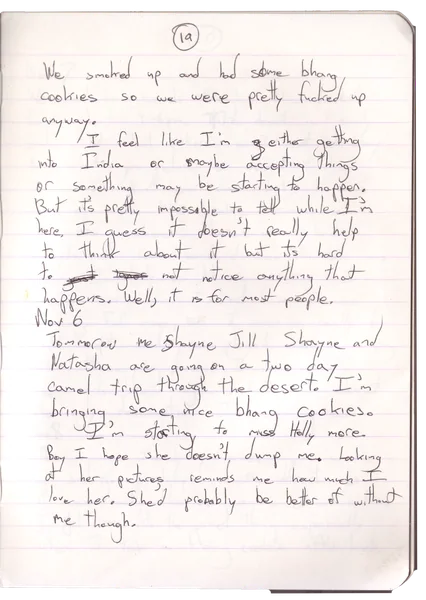 19
We smoked up and had some bhang
cookies so we were pretty fucked up
anyway.
I feel like I'm either getting
into India or maybe accepting things
or something may be starting to happen.
But it's pretty impossible to tell while I'm
here. I guess it doesn't really help
to think about it but it's hard
to not notice anything that
happens. Well, it is for most people.
Nov 6
Tommorow me Shayne Jill Shayne and
Natasha are going on a two day
camel trip through the desert. I'm
bringing some nice bhang cookies.
I'm starting to miss Holly more.
Boy I hope she doesn't dump me. Looking
at her pictures reminds me how much I
love her. She'd probably be better of without
me though.